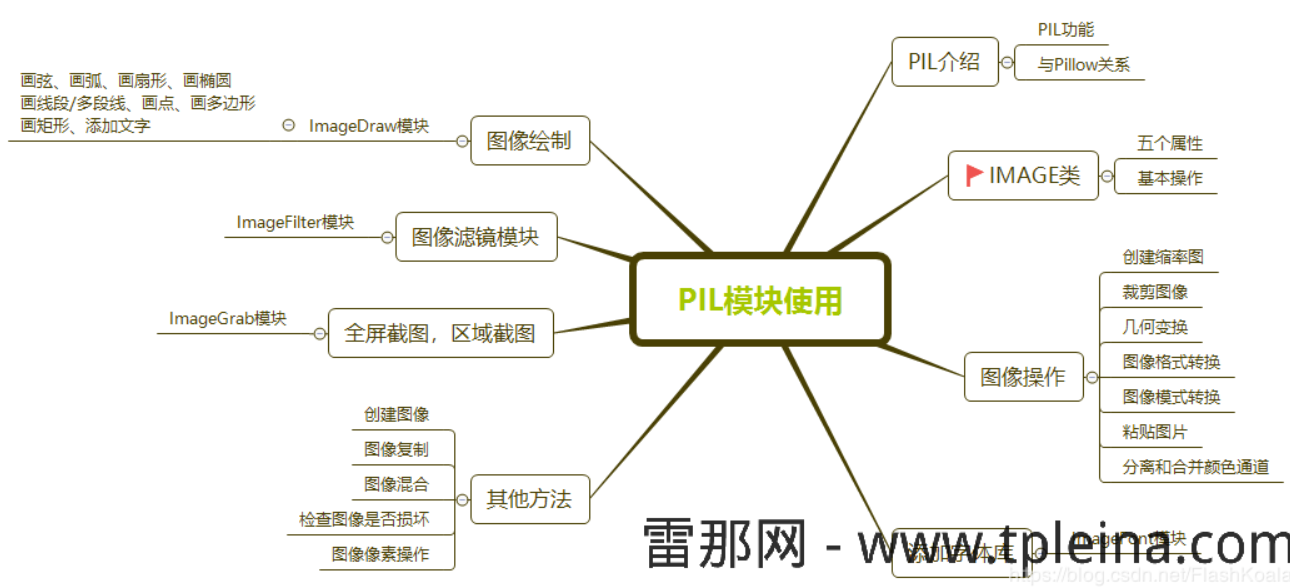 PIL模块使用
PIL介绍
PIL功能
与Pillow关系
IMAGE类
五个属性
基本操作
图像操作
创建缩率图
裁剪图像
几何变换
图像格式转换
图像模式转换
粘贴图片
分离和合并颜色通道
添加字体库
ImageFont模块
图像绘制
ImageDraw模块
画弦、画弧、画扇形、画椭圆
画线段/多段线、画点、画多边形
画矩形、添加文字
图像滤镜模块
ImageFilter模块
全屏截图，区域截图
ImageGrab模块
其他方法
创建图像
图像复制
图像混合
检查图像是否损坏
图像像素操作
雷那网 - www.tpleina.com
https://blog.csdn.net/FlashKoala